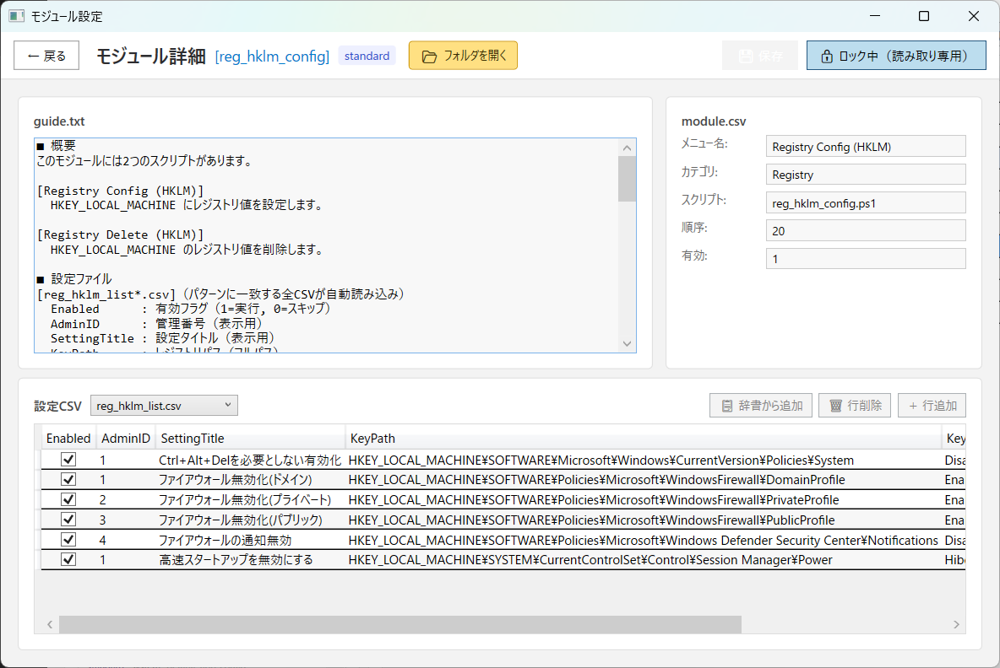 モジュール設定
← 戻る
モジュール詳細 [reg_hklm_config] standard
フォルダを開く
保存
ロック中（読み取り専用）
guide.txt
■ 概要
このモジュールには2つのスクリプトがあります。
[Registry Config (HKLM)]
HKEY_LOCAL_MACHINE にレジストリ値を設定します。
[Registry Delete (HKLM)]
HKEY_LOCAL_MACHINE のレジストリ値を削除します。
■ 設定ファイル
[reg_hklm_list*.csv]（パターンに一致する全CSVが自動読み込み）
Enabled : 有効フラグ（1=実行, 0=スキップ）
AdminID : 管理番号（表示用）
SettingTitle : 設定タイトル（表示用）
KeyPath : レジストリパス（フルパス）
module.csv
メニュー名: Registry Config (HKLM)
カテゴリ: Registry
スクリプト: reg_hklm_config.ps1
順序: 20
有効: 1
設定CSV reg_hklm_list.csv
辞書から追加
行削除
+ 行追加
Enabled AdminID SettingTitle KeyPath Key
1 Ctrl+Alt+Delを必要としない有効化 HKEY_LOCAL_MACHINE¥SOFTWARE¥Microsoft¥Windows¥CurrentVersion¥Policies¥System Disa
1 ファイアウォール無効化(ドメイン) HKEY_LOCAL_MACHINE¥SOFTWARE¥Policies¥Microsoft¥WindowsFirewall¥DomainProfile Ena
2 ファイアウォール無効化(プライベート) HKEY_LOCAL_MACHINE¥SOFTWARE¥Policies¥Microsoft¥WindowsFirewall¥PrivateProfile Ena
3 ファイアウォール無効化(パブリック) HKEY_LOCAL_MACHINE¥SOFTWARE¥Policies¥Microsoft¥WindowsFirewall¥PublicProfile Ena
4 ファイアウォールの通知無効 HKEY_LOCAL_MACHINE¥SOFTWARE¥Policies¥Microsoft¥Windows Defender Security Center¥Notifications Disa
1 高速スタートアップを無効にする HKEY_LOCAL_MACHINE¥SYSTEM¥CurrentControlSet¥Control¥Session Manager¥Power Hib